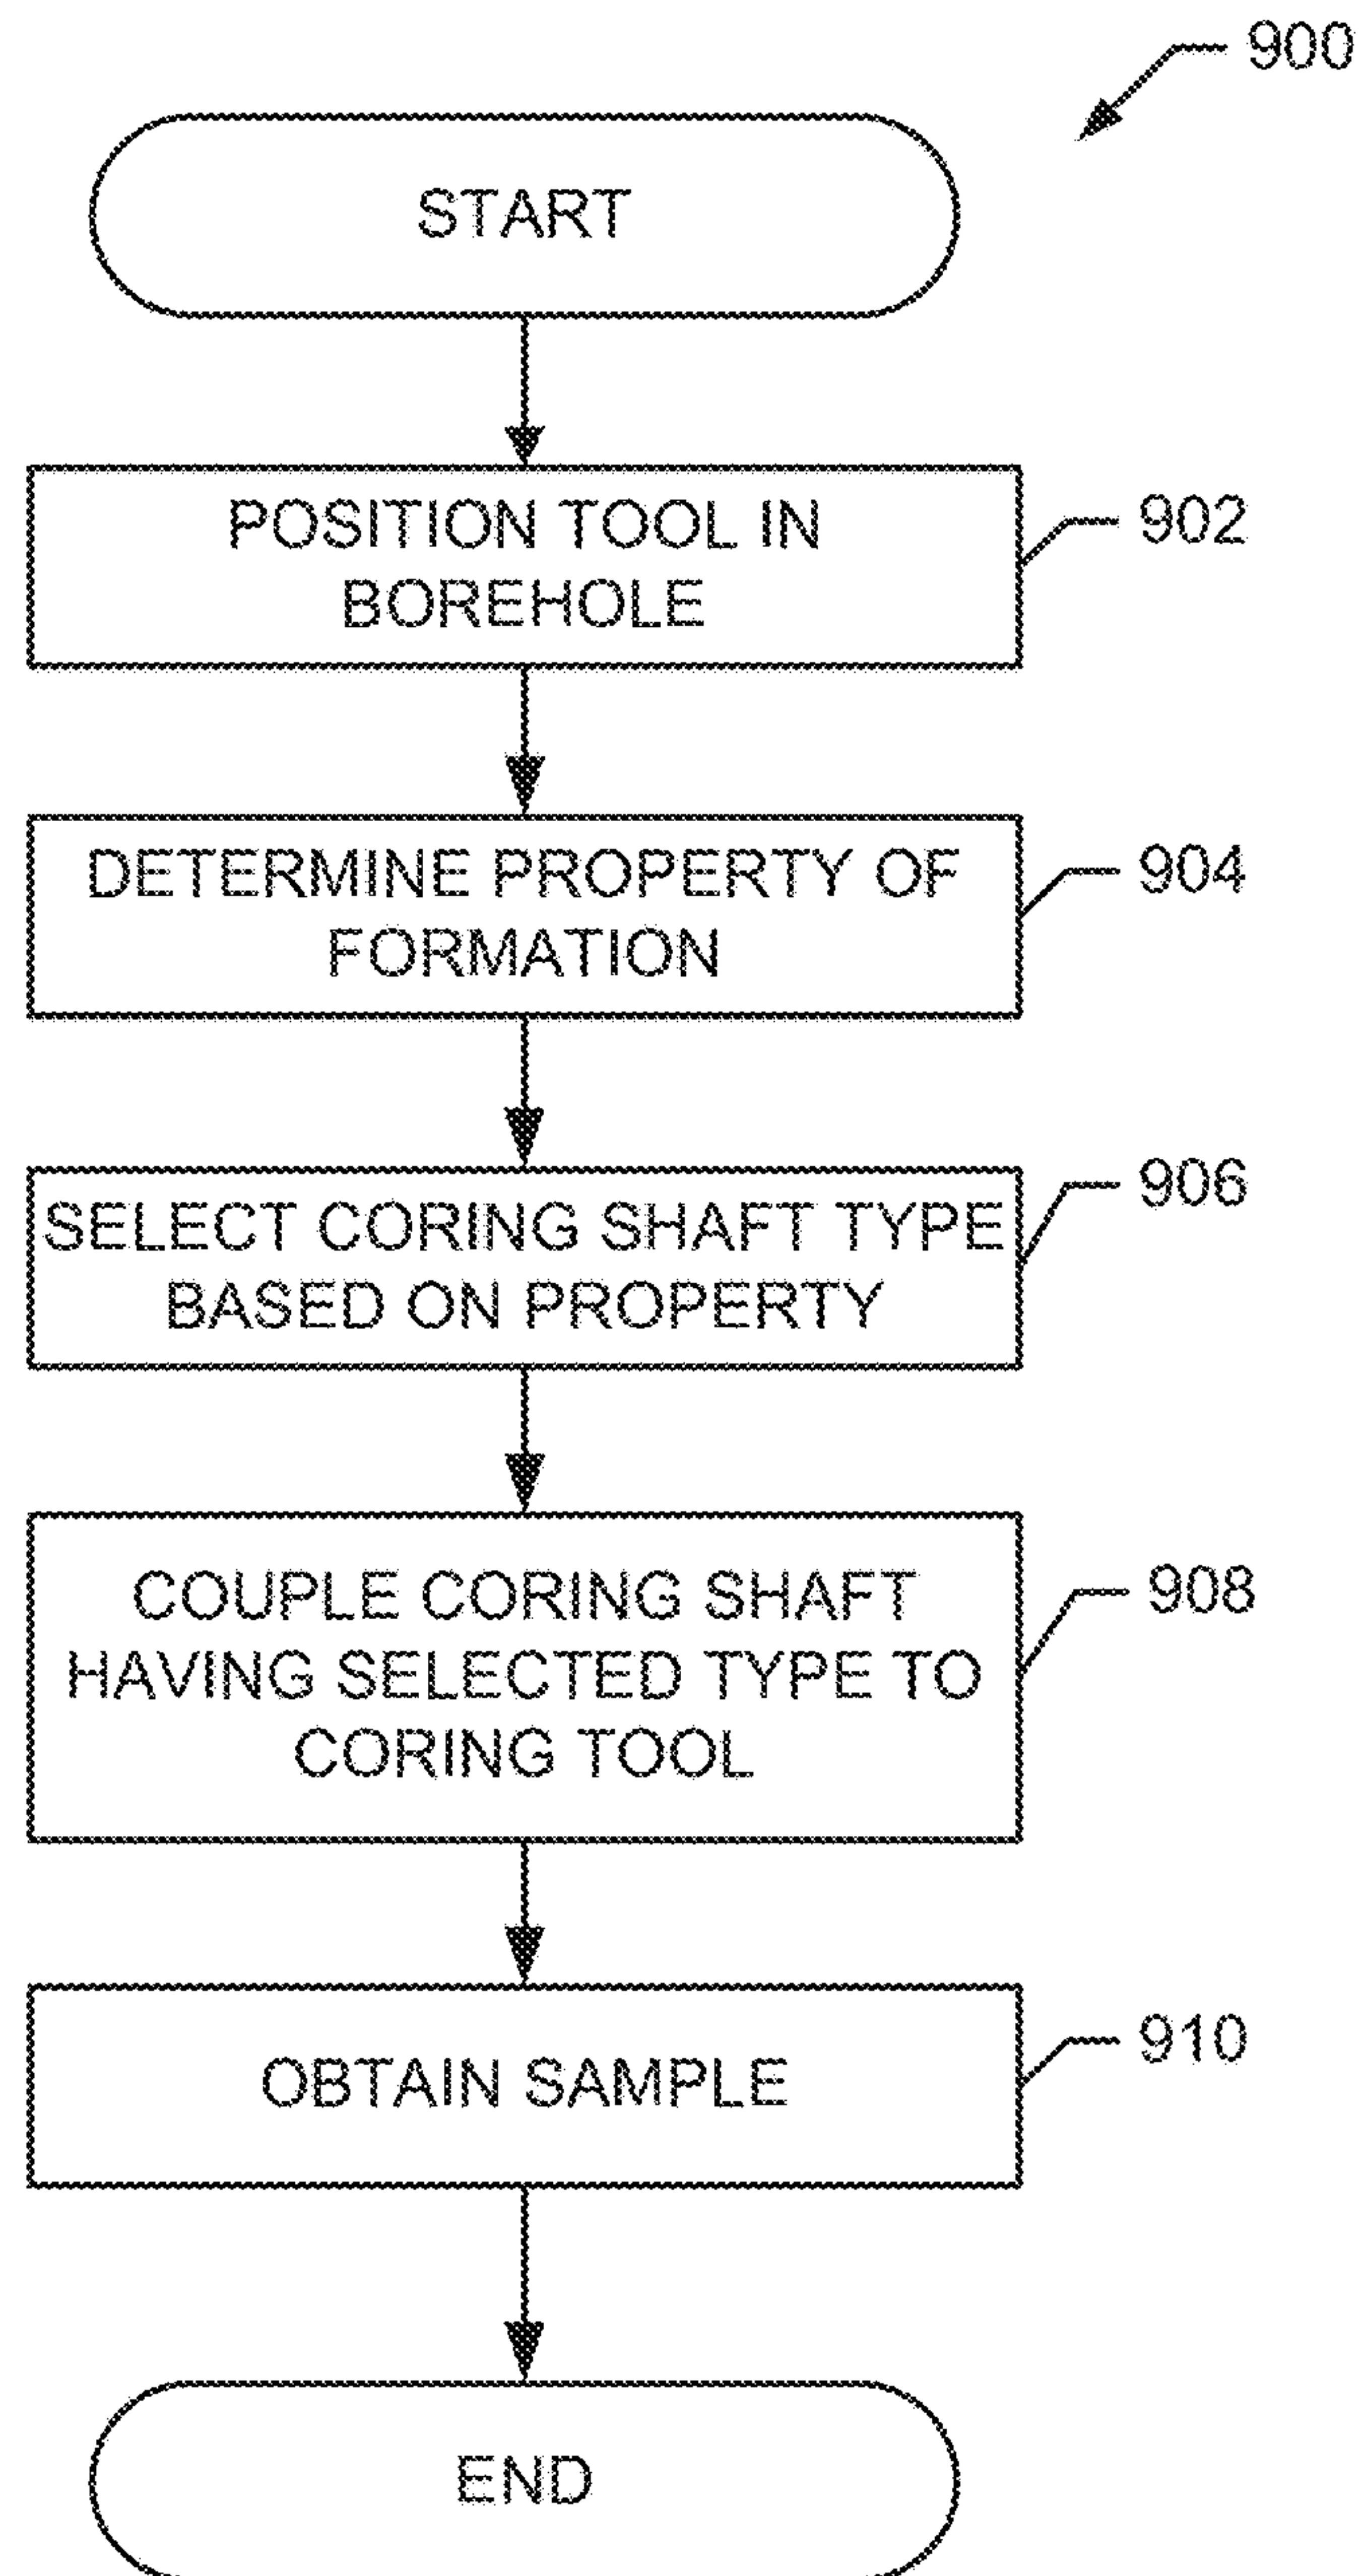 900
START
POSITION TOOL IN
BOREHOLE
902
DETERMINE PROPERTY OF
FORMATION
904
SELECT CORING SHAFT TYPE
BASED ON PROPERTY
906
COUPLE CORING SHAFT
HAVING SELECTED TYPE TO
CORING TOOL
908
OBTAIN SAMPLE
910
END